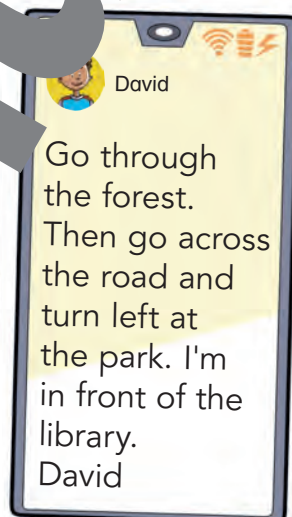 David
Go through
the forest.
Then go across
the road and
turn left at
the park. I'm
in front of the
library.
David